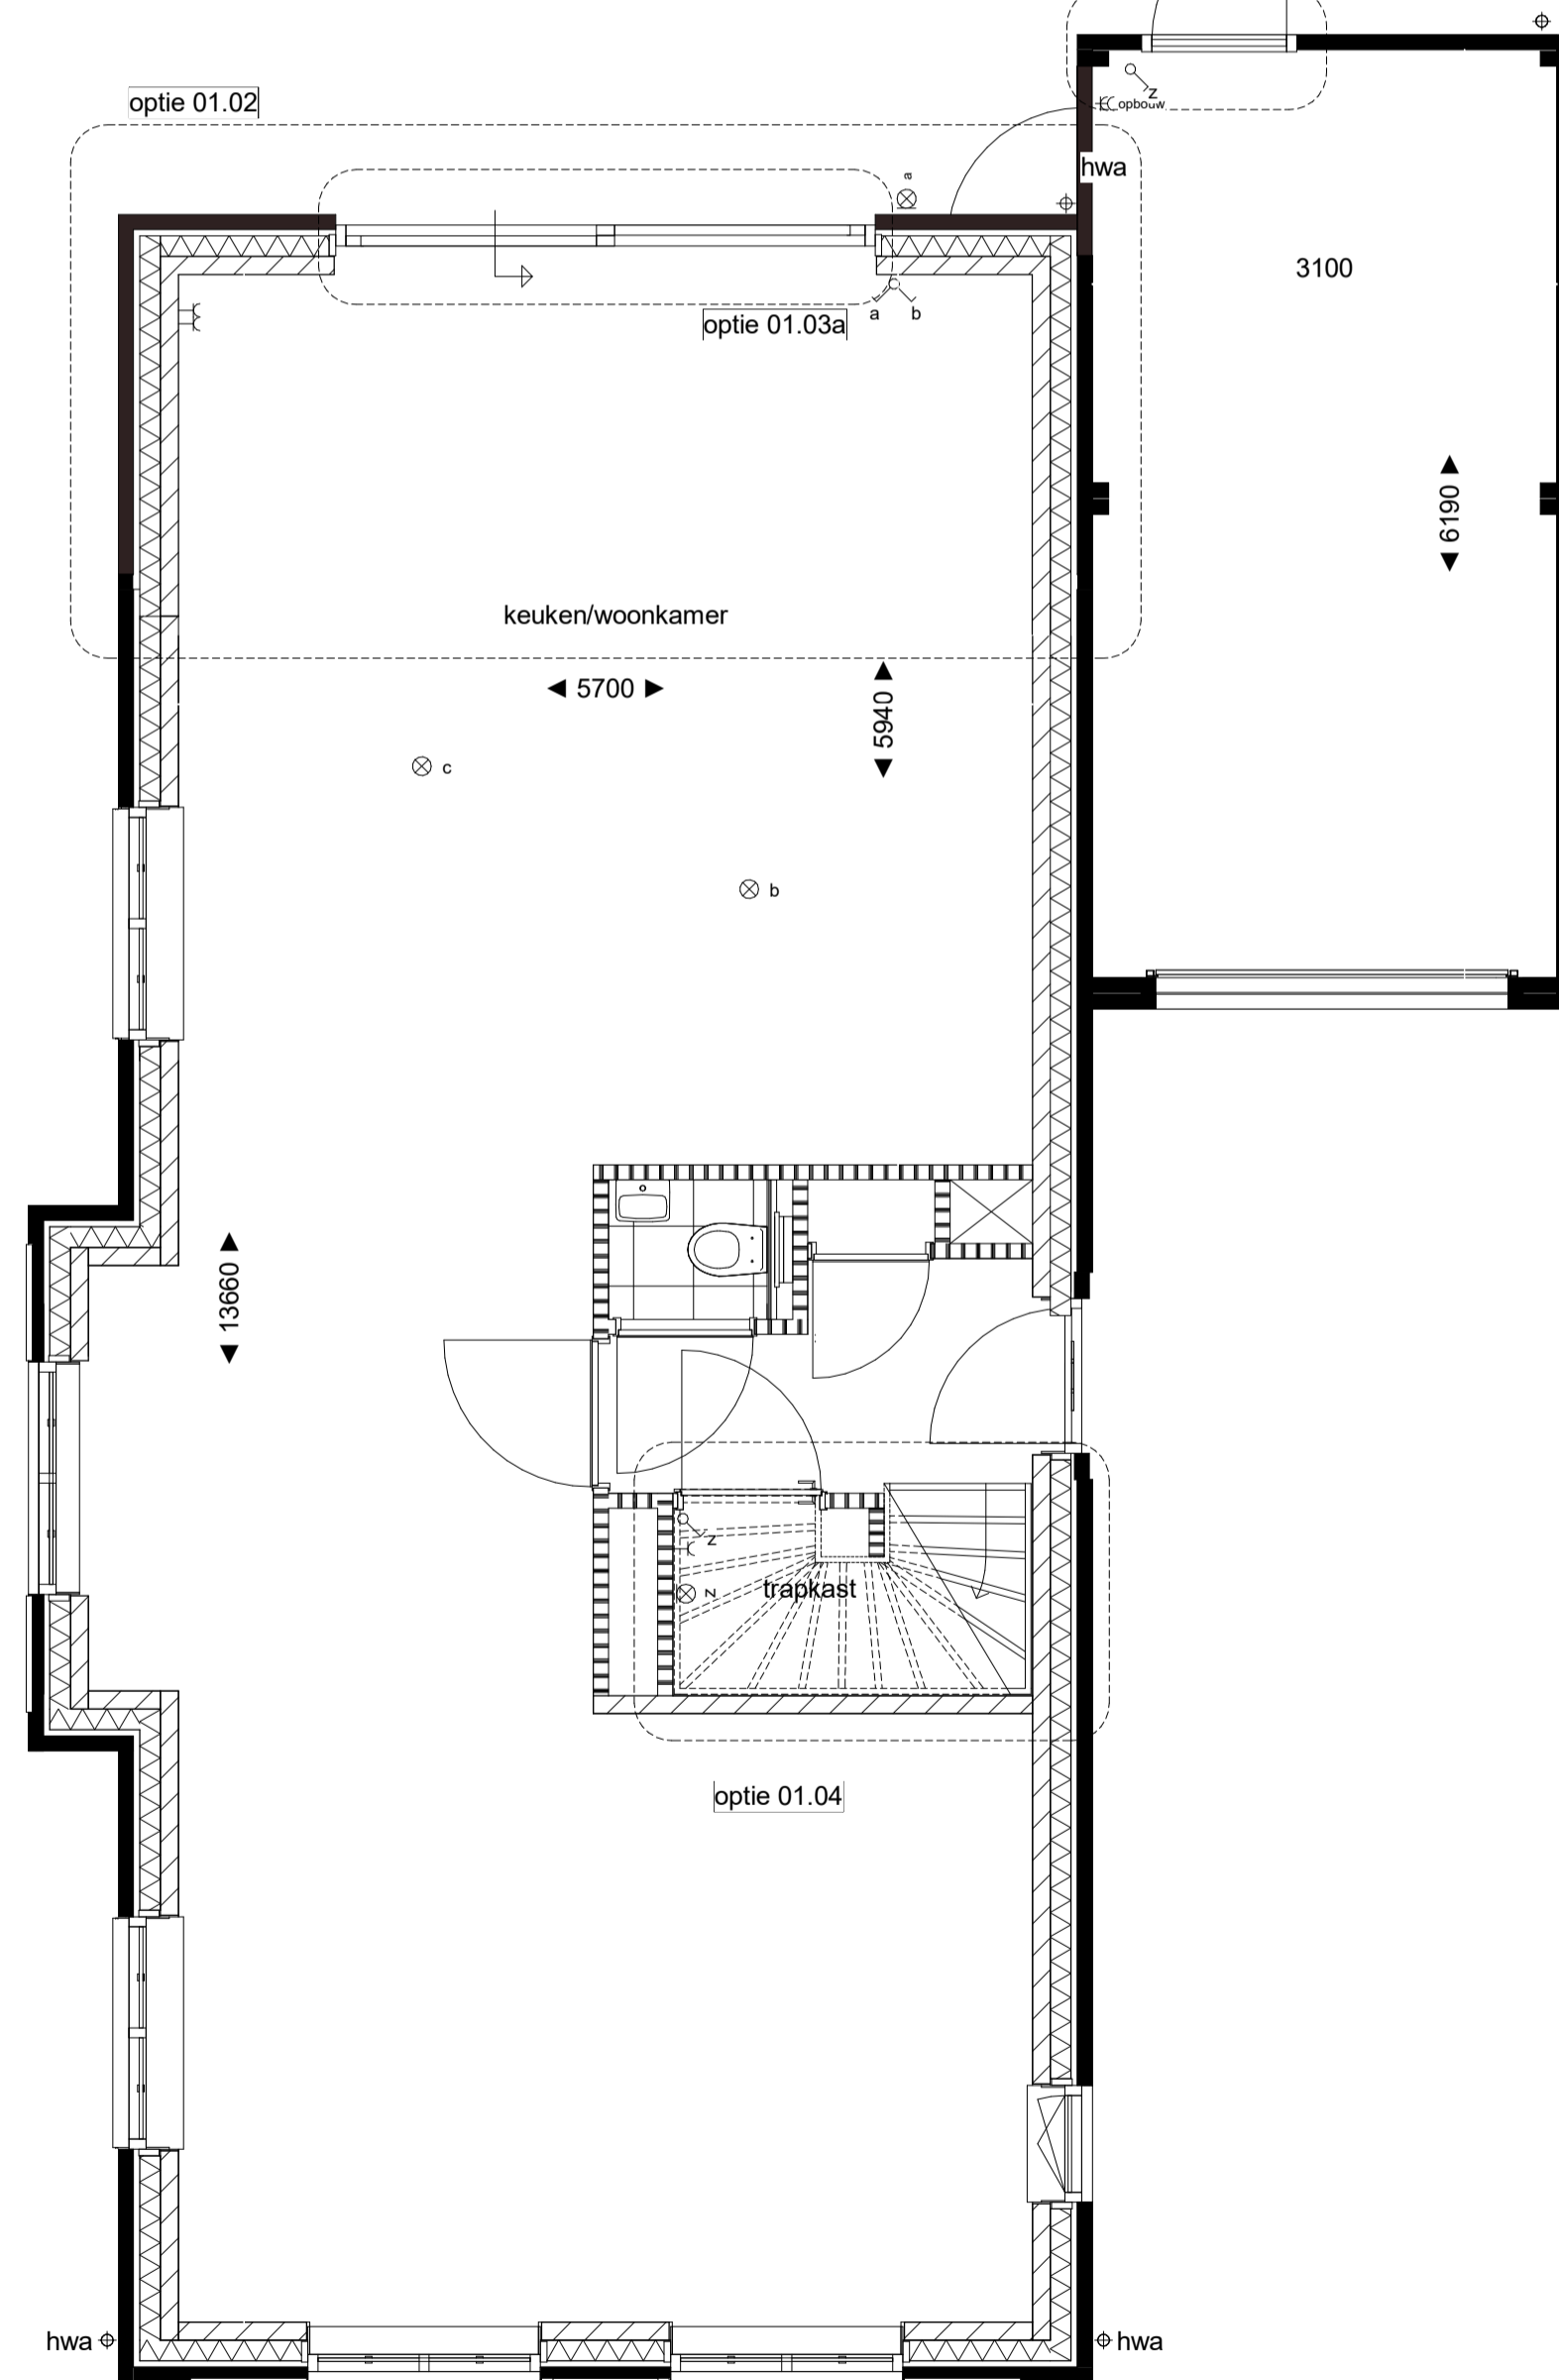 optie 01.02
z
opbouw
hwa
a
3100
a b
optie 01.03a
6190
keuken/woonkamer
5700
5940
c
b
13660
z
z
trapkast
optie 01.04
hwa
hwa